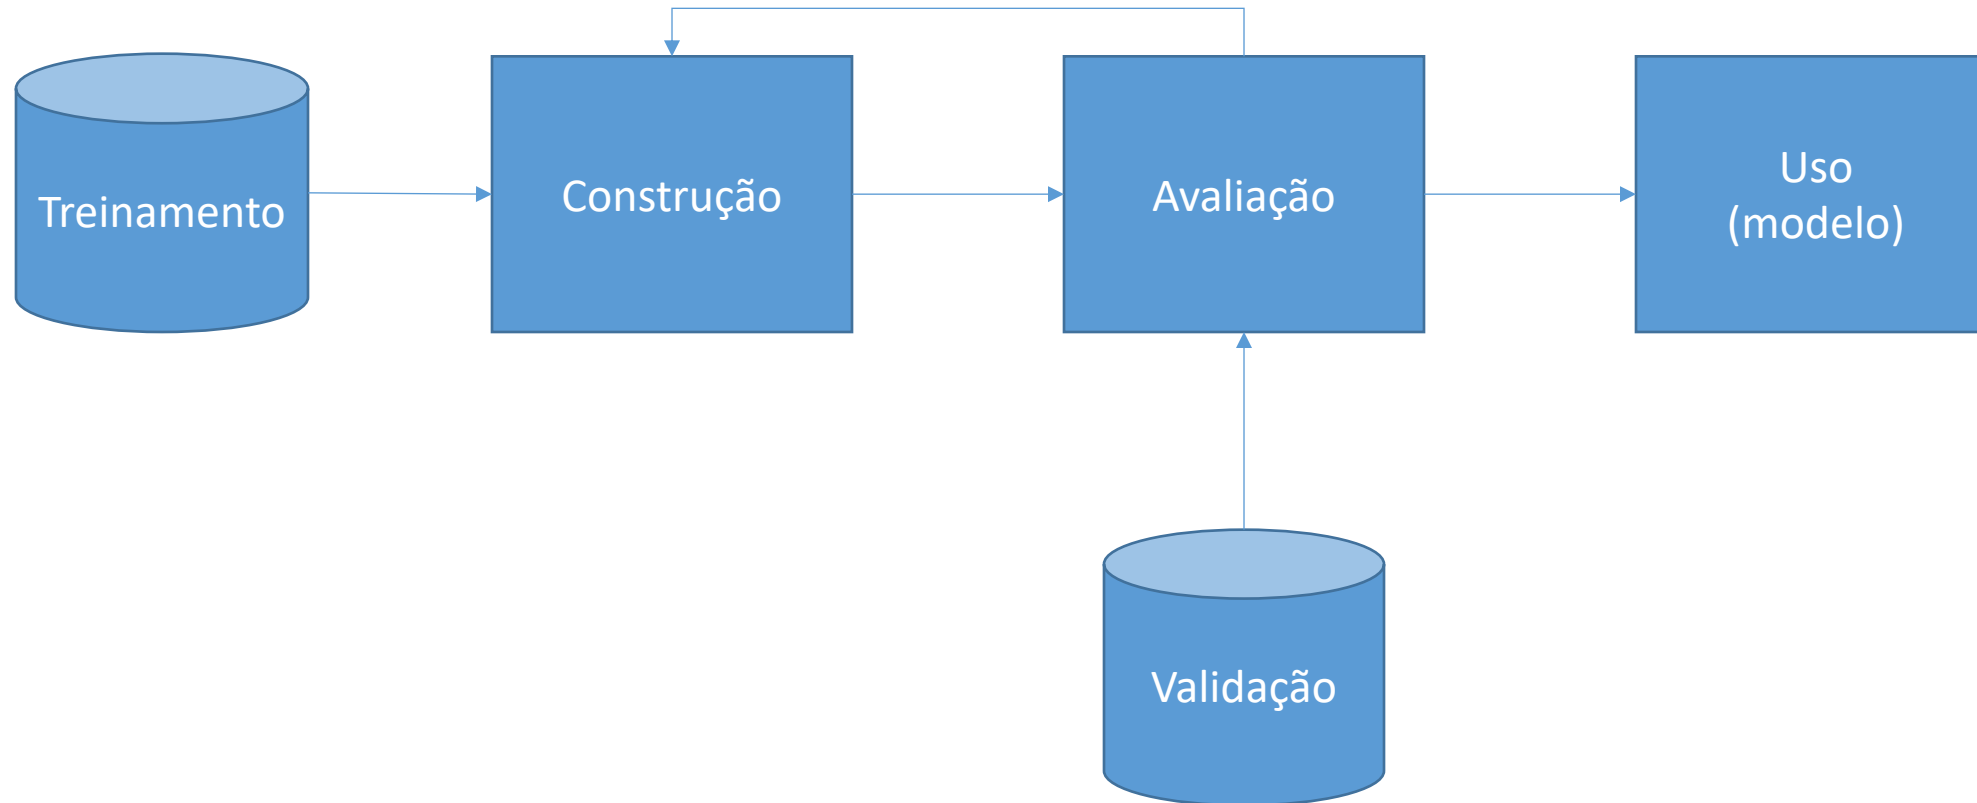 Treinamento
Construção
Avaliação
Uso
(modelo)
Validação